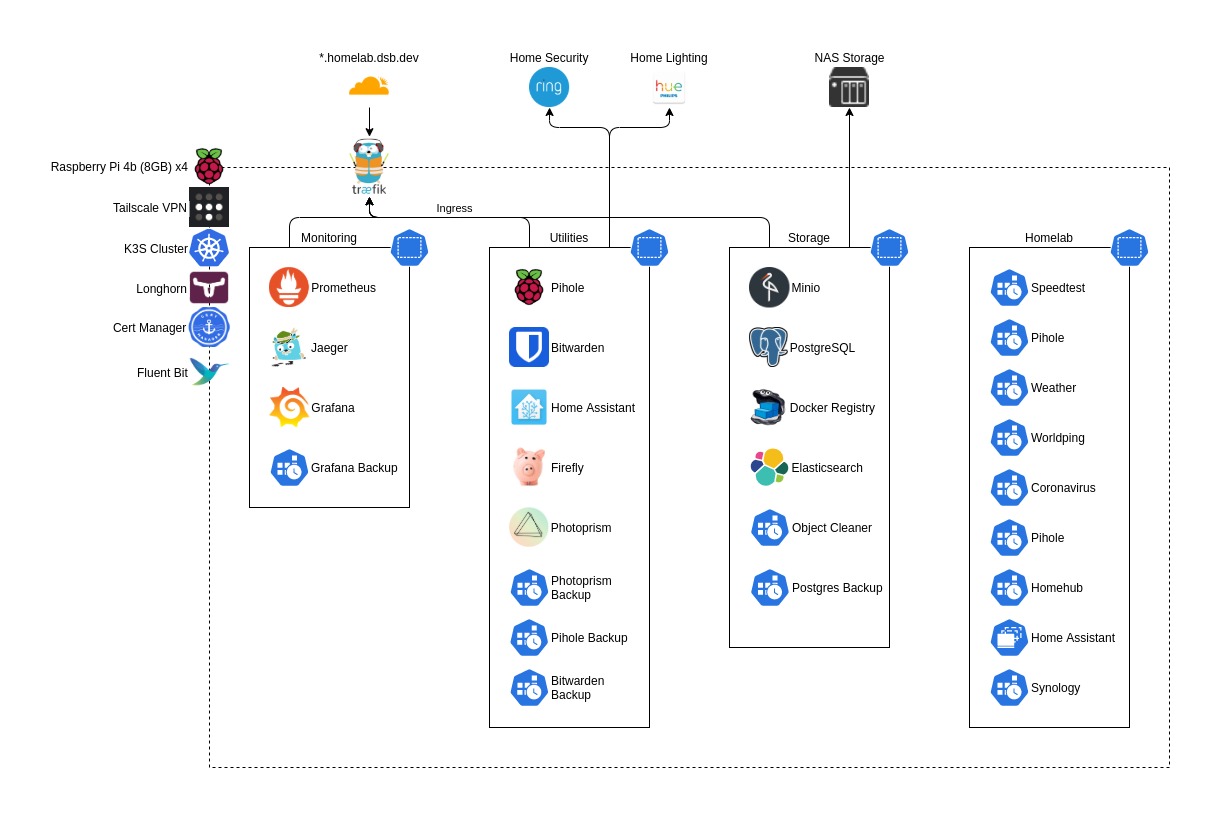 *.homelab.dsb.dev
Home Security
Home Lighting
NAS Storage
ring
hue
PHILIPS
Raspberry Pi 4b (8GB) x4
træfik
Tailscale VPN
Ingress
K3S Cluster
Longhorn
Cert Manager
Fluent Bit
Monitoring
Prometheus
Jaeger
Grafana
Grafana Backup
Utilities
Pihole
Bitwarden
Home Assistant
Firefly
Photoprism
Photoprism
Backup
Pihole Backup
Bitwarden
Backup
Storage
Minio
PostgreSQL
Docker Registry
Elasticsearch
Object Cleaner
Postgres Backup
Homelab
Speedtest
Pihole
Weather
Worldping
Coronavirus
Pihole
Homehub
Home Assistant
Synology